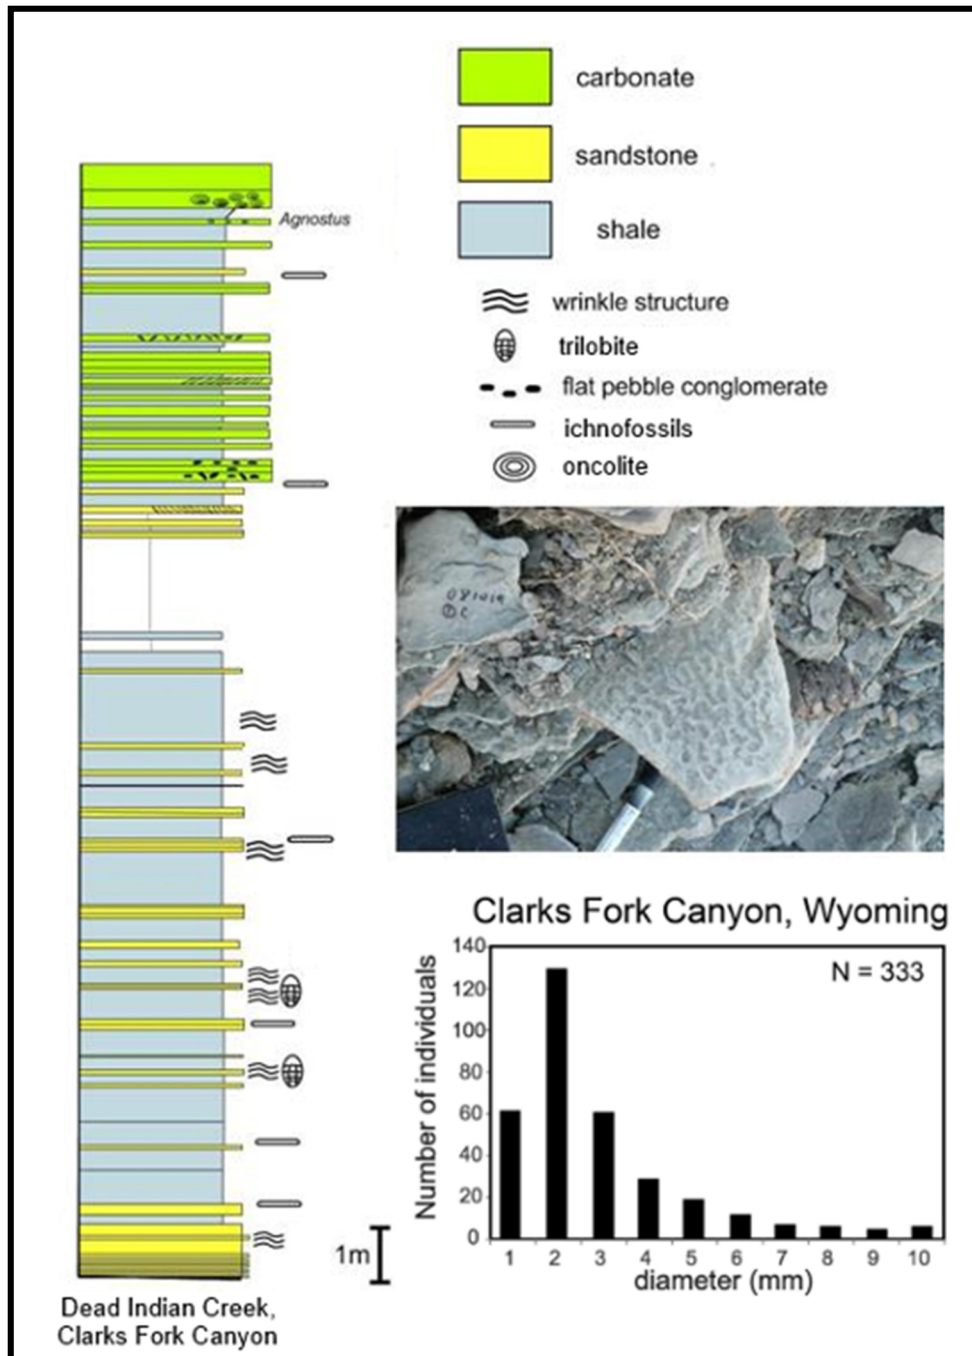 carbonate
sandstone
shale
wrinkle structure
trilobite
flat pebble conglomerate
ichnofossils
oncolite
Agnostus
1m
Dead Indian Creek,
Clarks Fork Canyon
081019
Clarks Fork Canyon, Wyoming
N = 333
Number of individuals
140
120
100
80
60
40
20
0
1 2 3 4 5 6 7 8 9 10
diameter (mm)